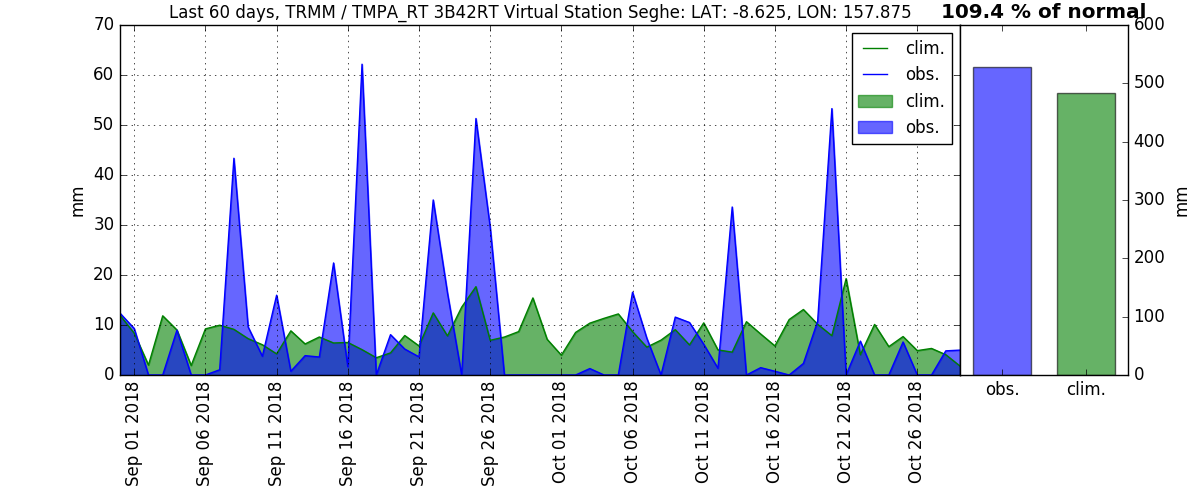 Last 60 days, TRMM / TMPA_RT 3B42RT Virtual Station Seghe: LAT: -8.625, LON: 157.875
109.4 % of normal
70
60
50
40
30
20
10
0
mm
clim.
obs.
clim.
obs.
600
500
400
300
200
100
0
mm
Sep 01 2018
Sep 06 2018
Sep 11 2018
Sep 16 2018
Sep 21 2018
Sep 26 2018
Oct 01 2018
Oct 06 2018
Oct 11 2018
Oct 16 2018
Oct 21 2018
Oct 26 2018
obs.
clim.